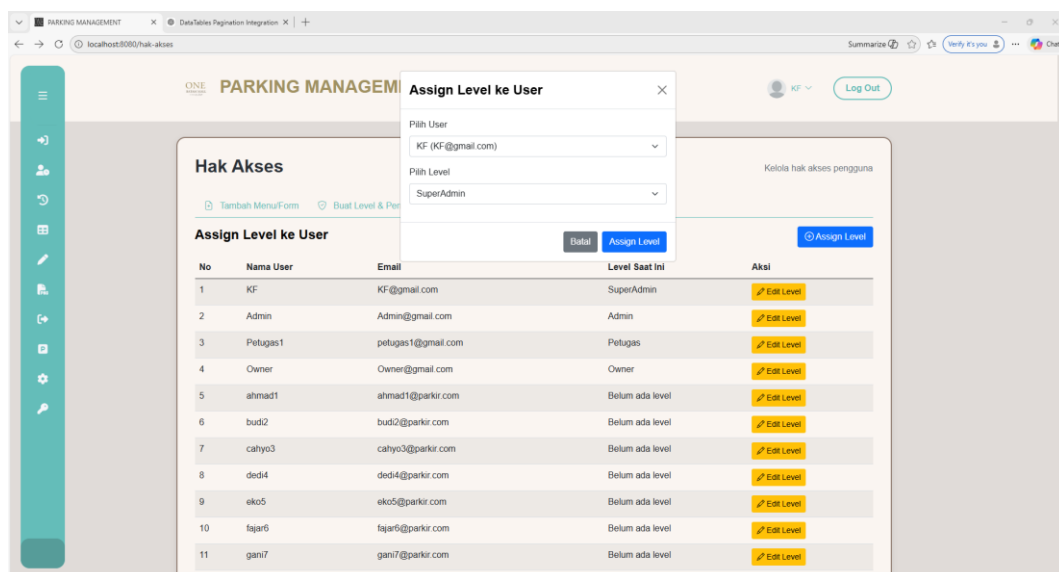 PARKING MANAGEMENT
DataTables Pagination Integration
localhost:8080/hak-akses
Summarize
Verify it's you
Chat
ONE
PARKING MANAGEM
KF
Log Out
Assign Level ke User
Pilih User
KF (KF@gmail.com)
Pilih Level
SuperAdmin
Batal
Assign Level
Hak Akses
Kelola hak akses pengguna
Tambah Menu/Form
Buat Level & Per
Assign Level ke User
Assign Level
No Nama User Email Level Saat Ini Aksi
1 KF KF@gmail.com SuperAdmin Edit Level
2 Admin Admin@gmail.com Admin Edit Level
3 Petugas1 petugas1@gmail.com Petugas Edit Level
4 Owner Owner@gmail.com Owner Edit Level
5 ahmad1 ahmad1@parkir.com Belum ada level Edit Level
6 budi2 budi2@parkir.com Belum ada level Edit Level
7 cahyo3 cahyo3@parkir.com Belum ada level Edit Level
8 dedi4 dedi4@parkir.com Belum ada level Edit Level
9 eko5 eko5@parkir.com Belum ada level Edit Level
10 fajar6 fajar6@parkir.com Belum ada level Edit Level
11 gani7 gani7@parkir.com Belum ada level Edit Level